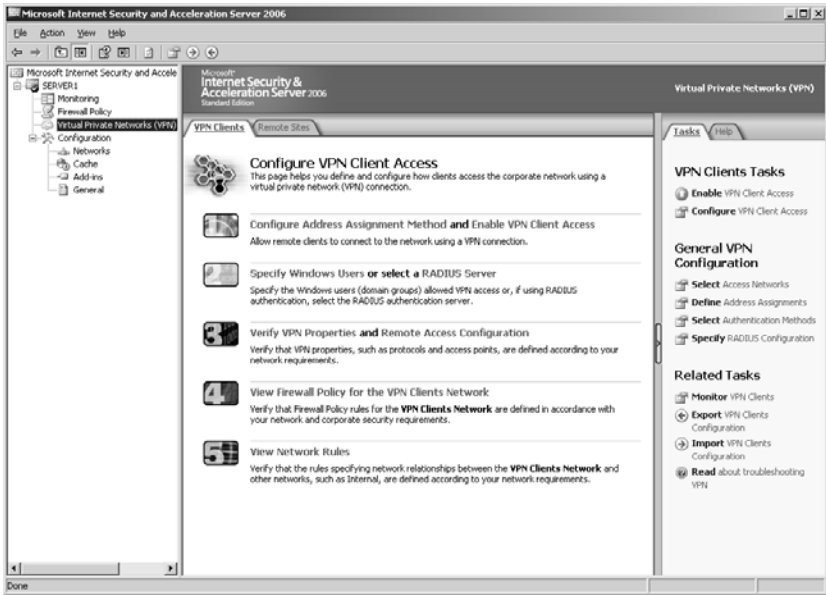 Microsoft Internet Security and Acceleration Server 2006
File Action View Help
Microsoft Internet Security and Accele
SERVER1
Monitoring
Firewall Policy
Virtual Private Networks (VPN)
Configuration
Networks
Cache
Add-ins
General
Microsoft
Internet
Security &
Acceleration Server 2006
Standard Edition
Virtual Private Networks (VPN)
VPN Clients Remote Sites
Configure VPN Client Access
This page helps you define and configure how clients access the corporate network using a
virtual private network (VPN) connection.
Configure Address Assignment Method and Enable VPN Client Access
Allow remote clients to connect to the network using a VPN connection.
Specify Windows Users or select a RADIUS Server
Specify the Windows users (domain groups) allowed VPN access or, if using RADIUS
authentication, select the RADIUS authentication server.
3
Verify VPN Properties and Remote Access Configuration
Verify that VPN properties, such as protocols and access points, are defined according to your
network requirements.
4
View Firewall Policy for the VPN Clients Network
Verify that Firewall Policy rules for the VPN Clients Network are defined in accordance with
your network and corporate security requirements.
5
View Network Rules
Verify that the rules specifying network relationships between the VPN Clients Network and
other networks, such as Internal, are defined according to your network requirements.
Tasks Help
VPN Clients Tasks
Enable VPN Client Access
Configure VPN Client Access
General VPN
Configuration
Select Access Networks
Define Address Assignments
Select Authentication Methods
Specify RADIUS Configuration
Related Tasks
Monitor VPN Clients
Export VPN Clients
Configuration
Import VPN Clients
Configuration
Read about troubleshooting
VPN
Done